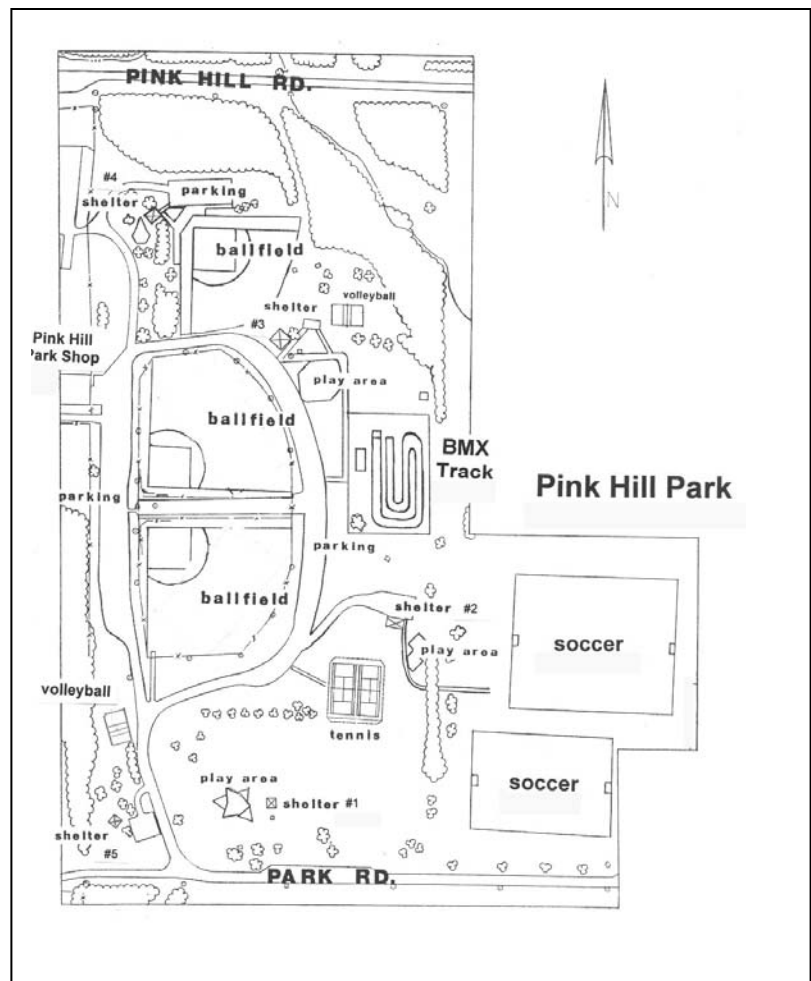 PINK HILL RD.
N
#4
parking
shelter
ballfield
shelter
volleyball
#3
Pink Hill
Park Shop
play area
ballfield
BMX
Track
Pink Hill Park
parking
parking
ballfield
shelter #2
soccer
play area
volleyball
tennis
play area
soccer
shelter #1
shelter
#5
PARK RD.